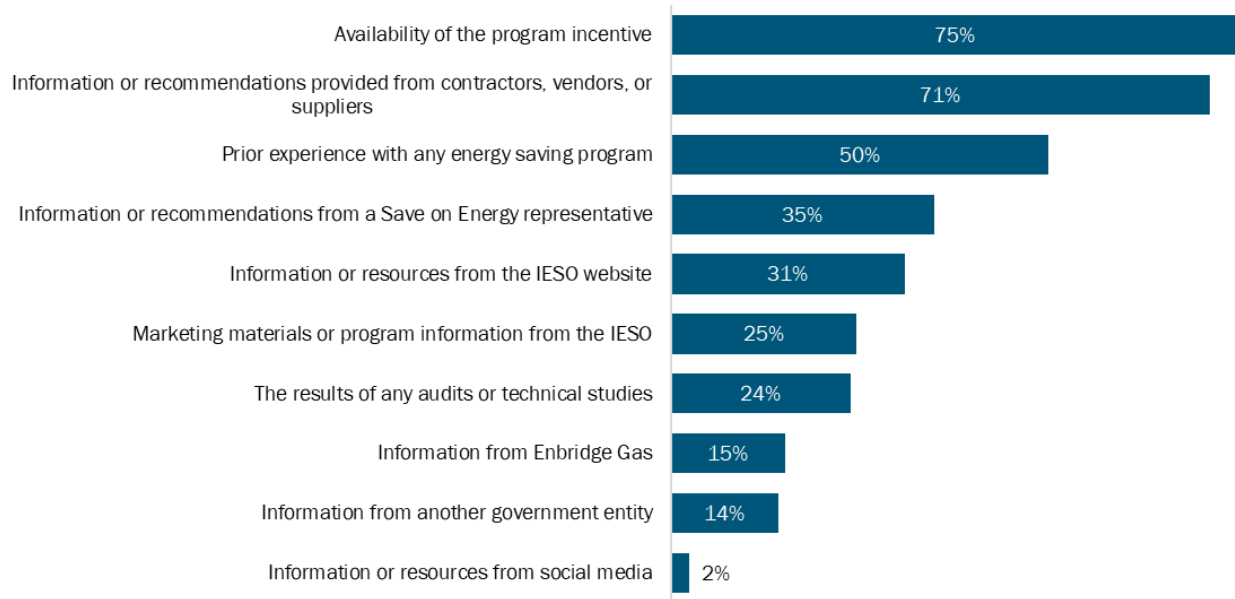 Availability of the program incentive 75%
Information or recommendations provided from contractors, vendors, or
suppliers 71%
Prior experience with any energy saving program 50%
Information or recommendations from a Save on Energy representative 35%
Information or resources from the IESO website 31%
Marketing materials or program information from the IESO 25%
The results of any audits or technical studies 24%
Information from Enbridge Gas 15%
Information from another government entity 14%
Information or resources from social media 2%